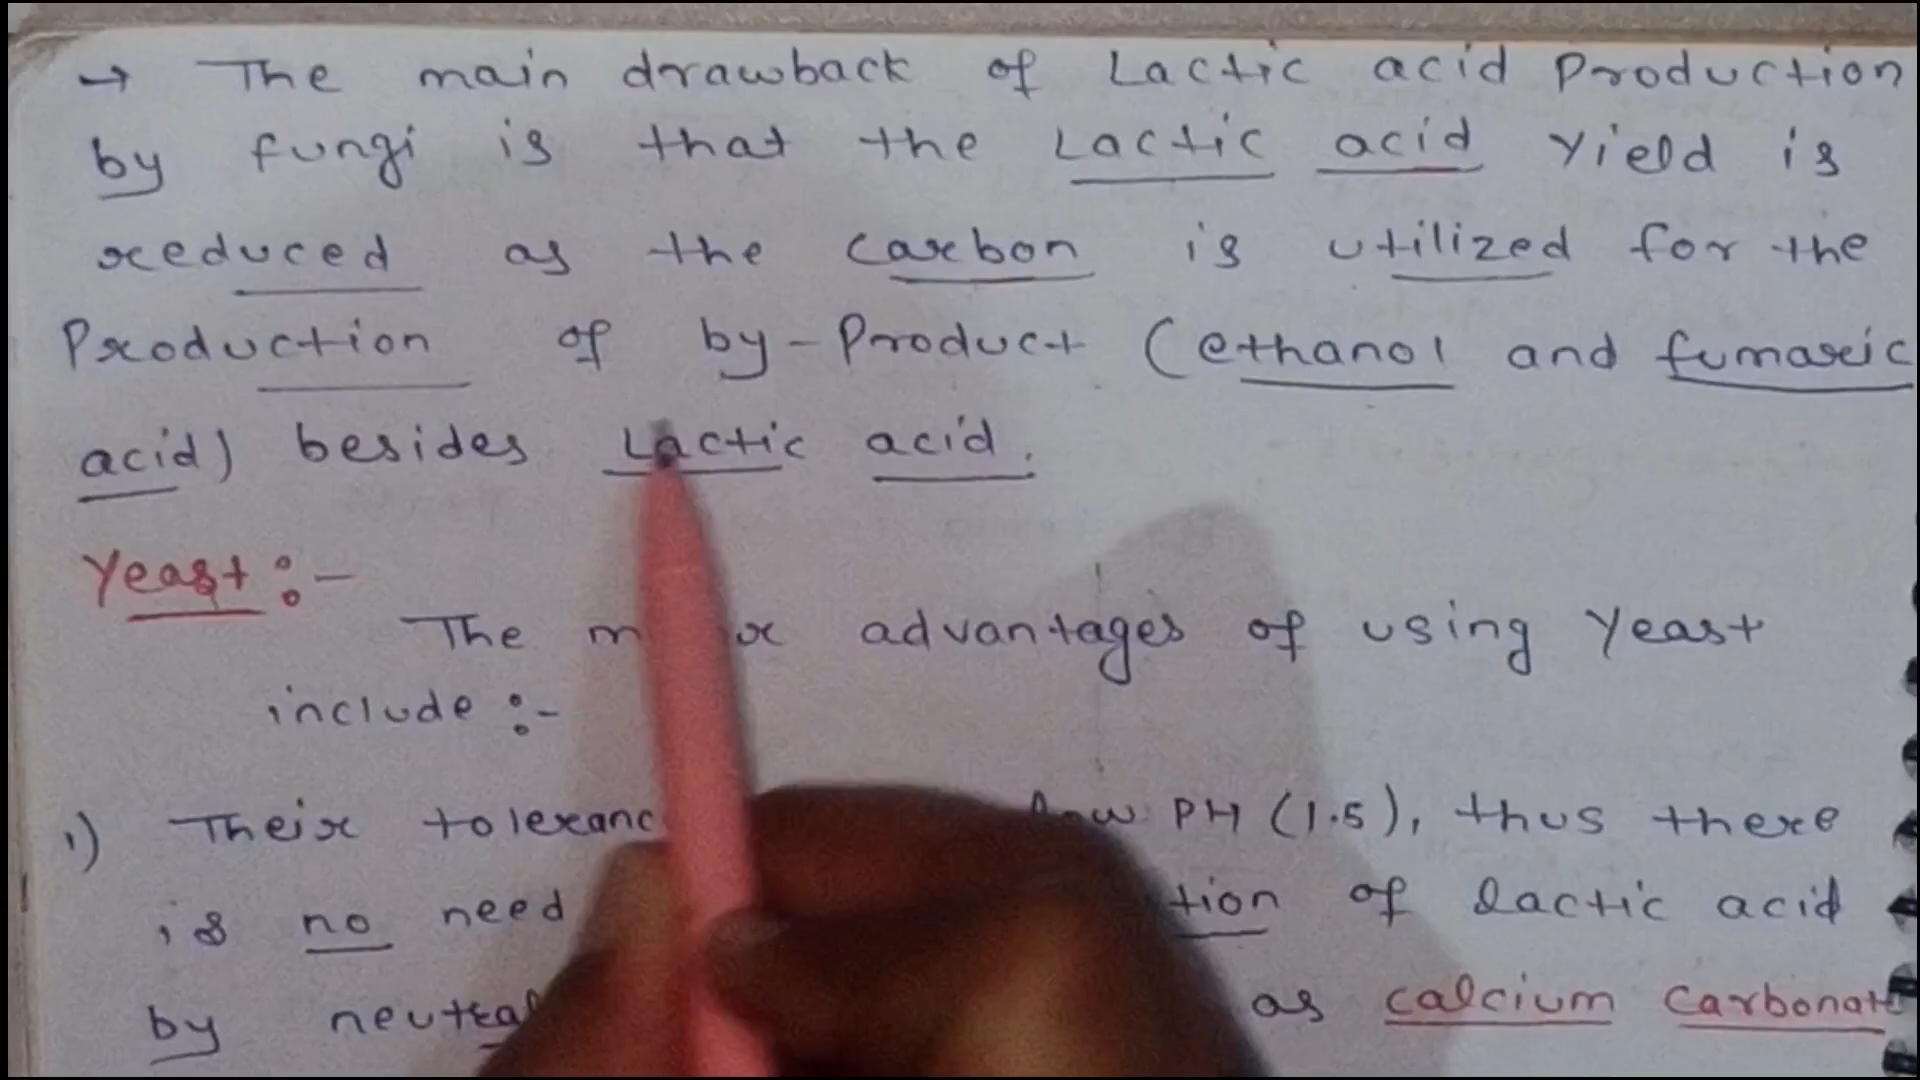 → The main drawback of Lactic acid Production
by fungi is that the Lactic acid Yield is
reduced as the carbon is utilized for the
Production of by-Product (ethanol and fumaric
acid) besides Lactic acid.
Yeast :-
The advantages of using Yeast
include :-
1) Their low PH (1.5), thus there
is no need of lactic acid
by as calcium carbonate